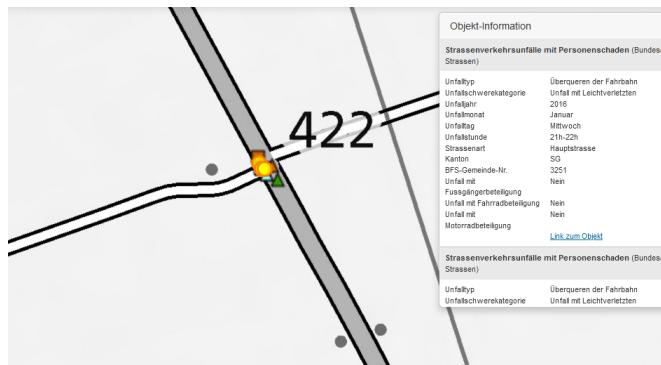 422
Objekt-Information
Strassenverkehrsunfälle mit Personenschaden
Strassen)
Unfalltyp Überqueren der Fahrbahn
Unfallschwerekategorie Unfall mit Leichtverletzten
Unfalljahr 2016
Unfallmonat Januar
Unfalltag Mittwoch
Unfallstunde 21h-22h
Strassenart Hauptstrasse
Kanton SG
BFS-Gemeinde-Nr. 3251
Unfall mit Nein
Fussgängerbeteiligung
Unfall mit Fahrradbeteiligung Nein
Unfall mit Nein
Motorradbeteiligung
Link zum Objekt
Strassenverkehrsunfälle mit Personenschaden
Strassen)
Unfalltyp Überqueren der Fahrbahn
Unfallschwerekategorie Unfall mit Leichtverletzten